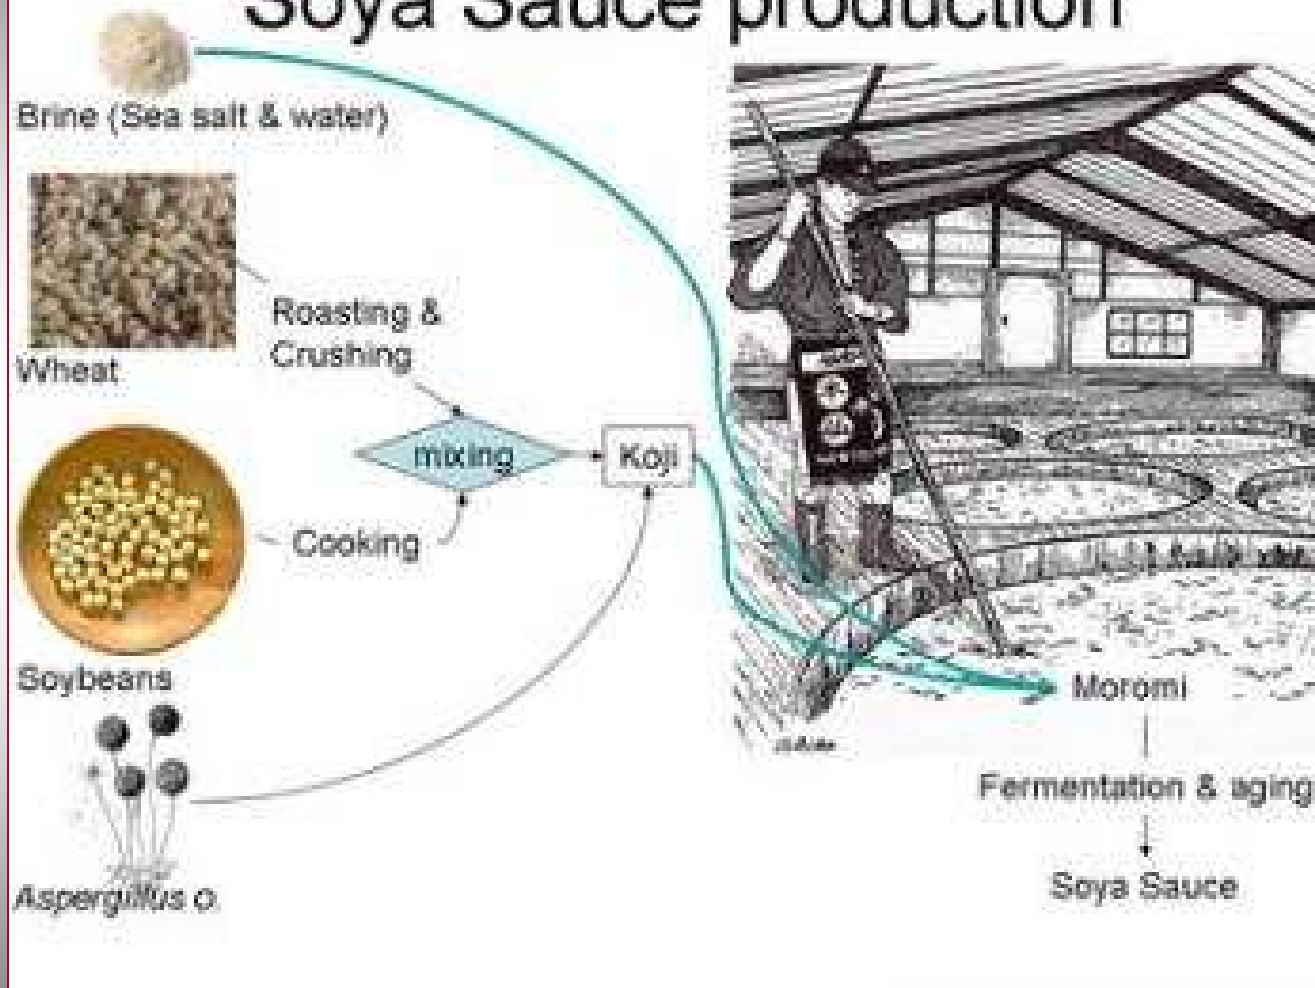 Soya Sauce production
Brine (Sea salt & water)
Wheat
Roasting &
Crushing
mixing
Koji
Cooking
Soybeans
Aspergillus o.
Moromi
Fermentation & aging
Soya Sauce